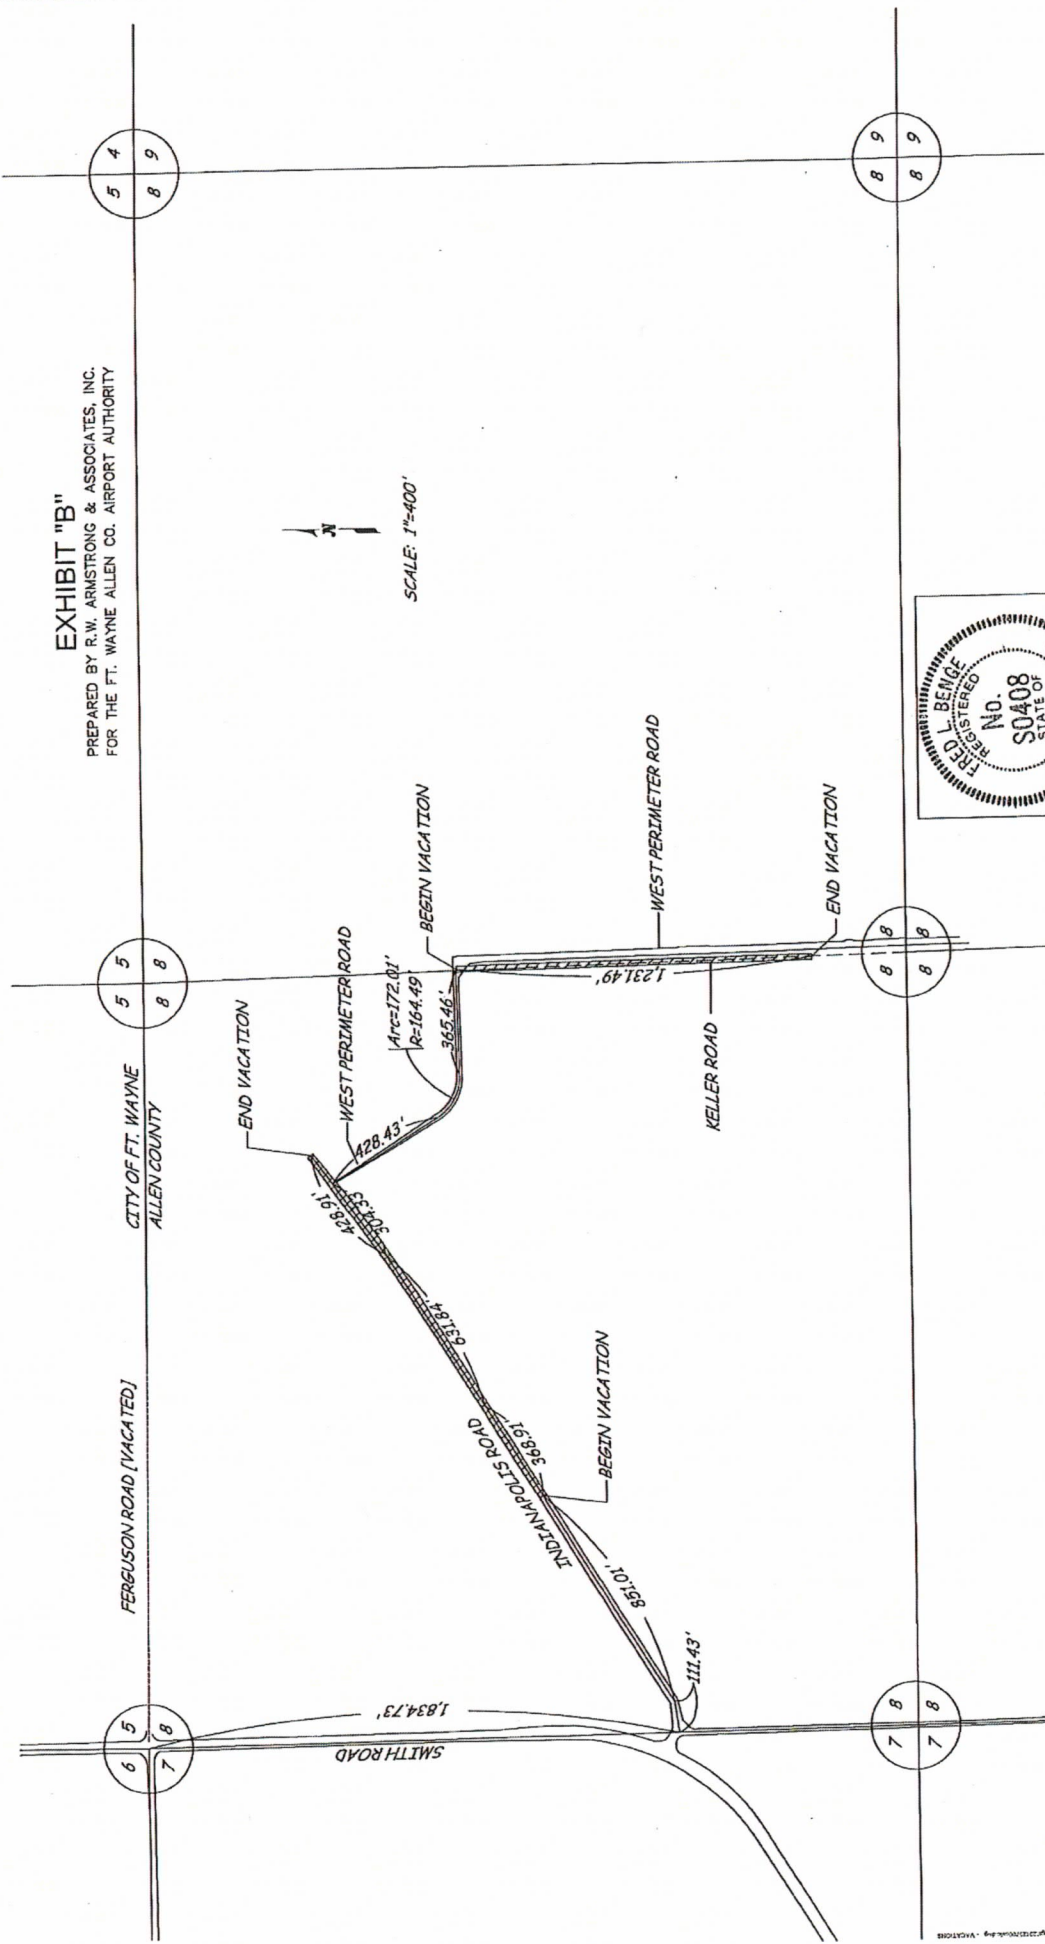 EXHIBIT "B"
PREPARED BY R.W. ARMSTRONG & ASSOCIATES, INC.
FOR THE FT. WAYNE ALLEN CO. AIRPORT AUTHORITY
6 5
7 8
FERGUSON ROAD [VACATED]
CITY OF FT. WAYNE
ALLEN COUNTY
5 5
8 8
5 4
8 9
N
SCALE: 1"=400'
END VACATION
WEST PERIMETER ROAD
428.91'
304.33'
428.43'
Arc=172.01'
R=164.49'
365.46'
BEGIN VACATION
631.84'
INDIANAPOLIS ROAD
368.91'
BEGIN VACATION
851.01'
111.43'
1,834.73'
SMITH ROAD
1,231.49'
WEST PERIMETER ROAD
KELLER ROAD
END VACATION
7 8
7 8
8 8
8 8
8 9
8 9
FRED L. BENGE
REGISTERED
No.
S0408
STATE OF
VACATIONS